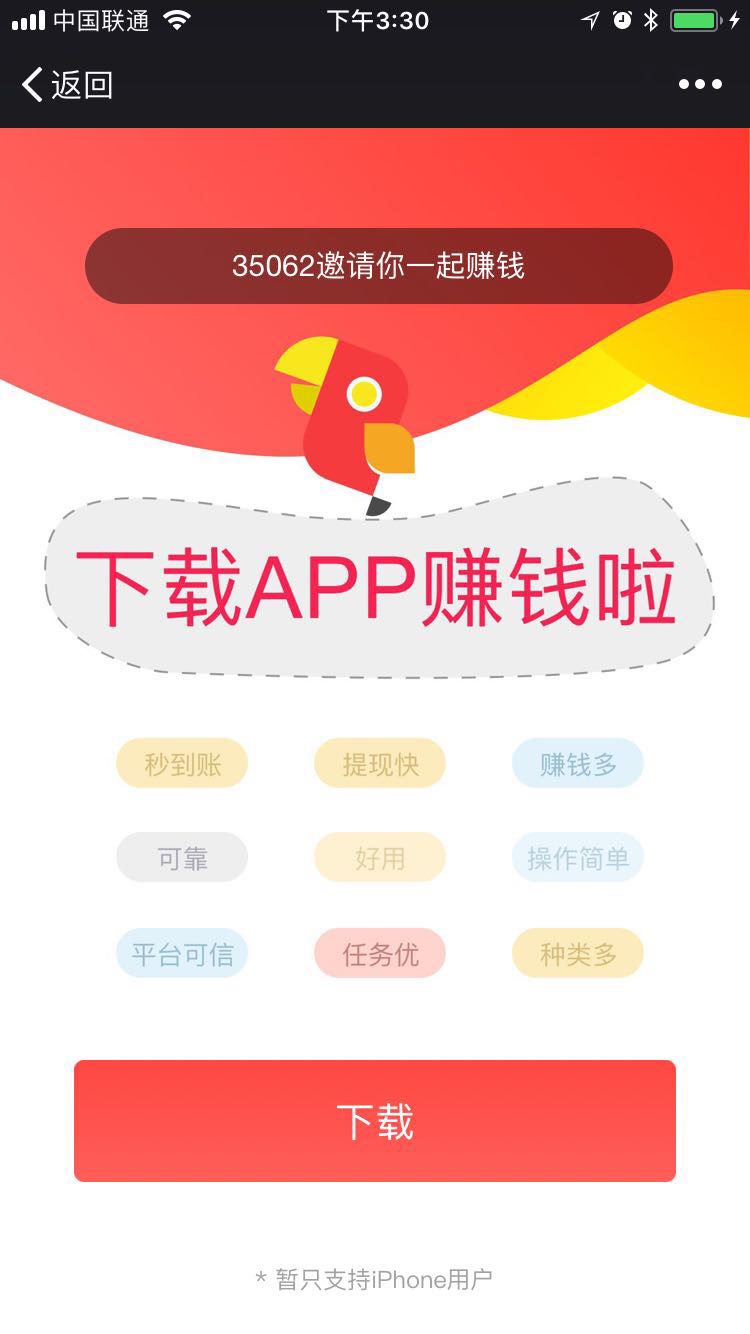 中国联通
下午3:30
返回
35062邀请你一起赚钱
下载APP赚钱啦
秒到账
提现快
赚钱多
可靠
好用
操作简单
平台可信
任务优
种类多
下载
* 暂只支持iPhone用户